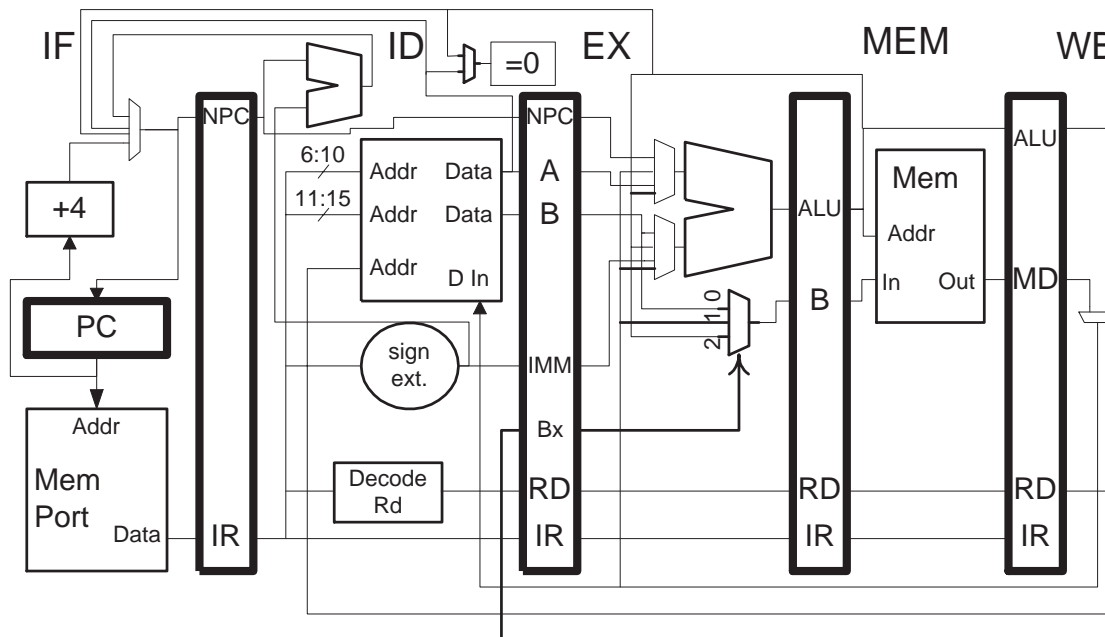 IF
ID
EX
MEM
WB
=0
NPC
NPC
6:10
Addr
Data
A
ALU
+4
11:15
Addr
Data
B
ALU
Mem
Addr
Addr
D In
In
Out
MD
PC
B
0
1
2
sign
ext.
IMM
Addr
Bx
Mem
Port
Data
Decode
Rd
RD
RD
RD
IR
IR
IR
IR